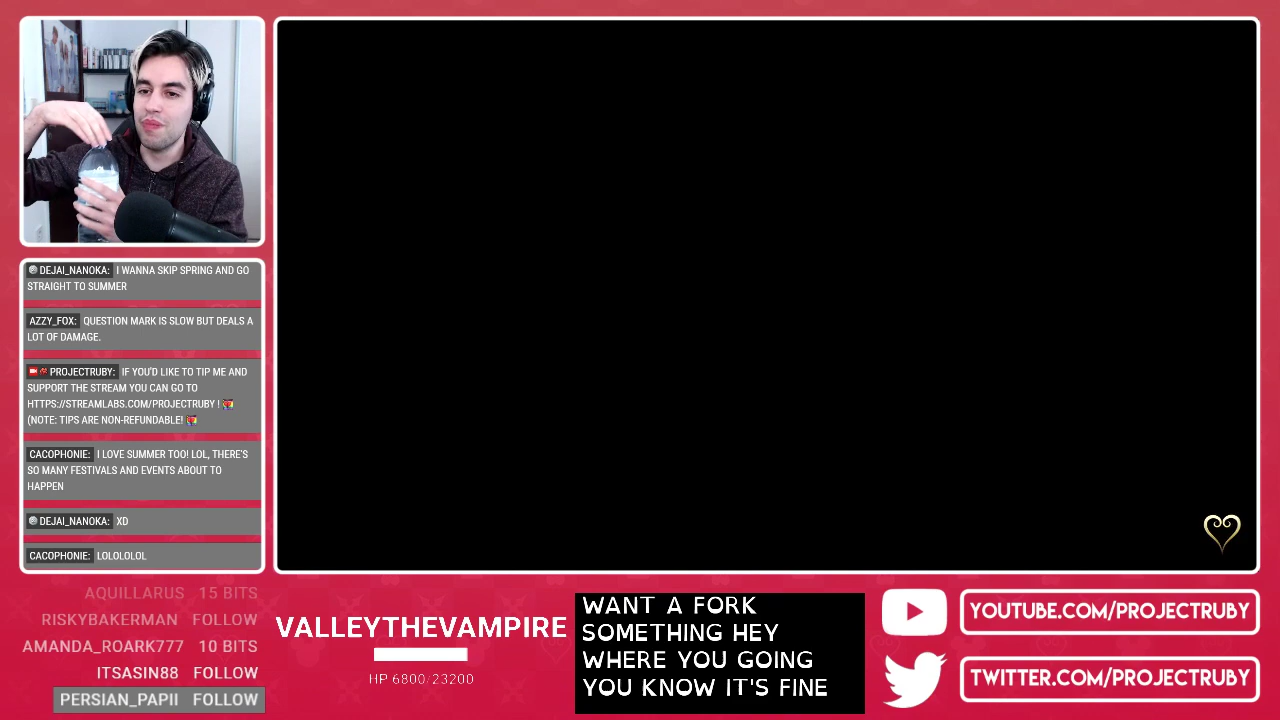 DEJAI_NANOKA: I WANNA SKIP SPRING AND GO
STRAIGHT TO SUMMER
AZZY_FOX: QUESTION MARK IS SLOW BUT DEALS A
LOT OF DAMAGE.
PROJECTRUBY: IF YOU'D LIKE TO TIP ME AND
SUPPORT THE STREAM YOU CAN GO TO
HTTPS://STREAMLABS.COM/PROJECTRUBY !
(NOTE: TIPS ARE NON-REFUNDABLE!
CACOPHONIE: I LOVE SUMMER TOO! LOL, THERE'S
SO MANY FESTIVALS AND EVENTS ABOUT TO
HAPPEN
DEJAI_NANOKA: XD
CACOPHONIE: LOLOLOLOL
AQUILLARUS 15 BITS
RISKYBAKERMAN FOLLOW
AMANDA_ROARK777 10 BITS
ITSASIN88 FOLLOW
PERSIAN_PAPII FOLLOW
VALLEYTHEVAMPIRE
HP 6800/23200
WANT A FORK
SOMETHING HEY
WHERE YOU GOING
YOU KNOW IT'S FINE
YOUTUBE.COM/PROJECTRUBY
TWITTER.COM/PROJECTRUBY